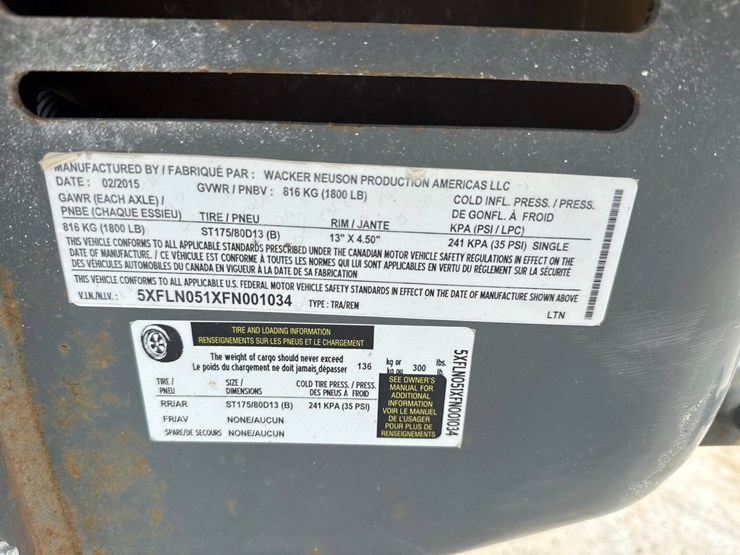 MANUFACTURED BY / FABRIQUÉ PAR : WACKER NEUSON PRODUCTION AMERICAS LLC
DATE : 02/2015 GVWR / PNBV : 816 KG (1800 LB)
GAWR (EACH AXLE) / PNBE (CHAQUE ESSIEU) TIRE / PNEU RIM / JANTE COLD INFL. PRESS. / PRESS. DE GONFL. À FROID KPA (PSI / LPC)
816 KG (1800 LB) ST175/80D13 (B) 13" X 4.50" 241 KPA (35 PSI) SINGLE
THIS VEHICLE CONFORMS TO ALL APPLICABLE STANDARDS PRESCRIBED UNDER THE CANADIAN MOTOR VEHICLE SAFETY REGULATIONS IN EFFECT ON THE
DATE OF MANUFACTURE. / CE VÉHICULE EST CONFORME À TOUTES LES NORMES QUI LUI SONT APPLICABLES EN VERTU DU RÈGLEMENT SUR LA SÉCURITÉ
DES VÉHICULES AUTOMOBILES DU CANADA EN VIGUEUR À LA DATE DE SA FABRICATION
THIS VEHICLE CONFORMS TO ALL APPLICABLE U.S. FEDERAL MOTOR VEHICLE SAFETY STANDARDS IN EFFECT ON THE DATE OF MANUFACTURE SHOWN ABOVE
V.I.N./N.I.V. : 5XFLN051XFN001034 TYPE : TRA/REM LTN
TIRE AND LOADING INFORMATION
RENSEIGNEMENTS SUR LES PNEUS ET LE CHARGEMENT
The weight of cargo should never exceed
Le poids du chargement ne doit jamais dépasser 136 kg or kg ou 300 lbs. lb
TIRE / PNEU SIZE / DIMENSIONS COLD TIRE PRESS. / PRESS. DES PNEUS À FROID
RR/AR ST175/80D13 (B) 241 KPA (35 PSI)
FR/AV NONE/AUCUN
SPARE/DE SECOURS NONE/AUCUN
SEE OWNER'S
MANUAL FOR
ADDITIONAL
INFORMATION
VOIR LE MANUEL
DE L'USAGER
POUR PLUS DE
RENSEIGNEMENTS
5XFLN051XFN001034